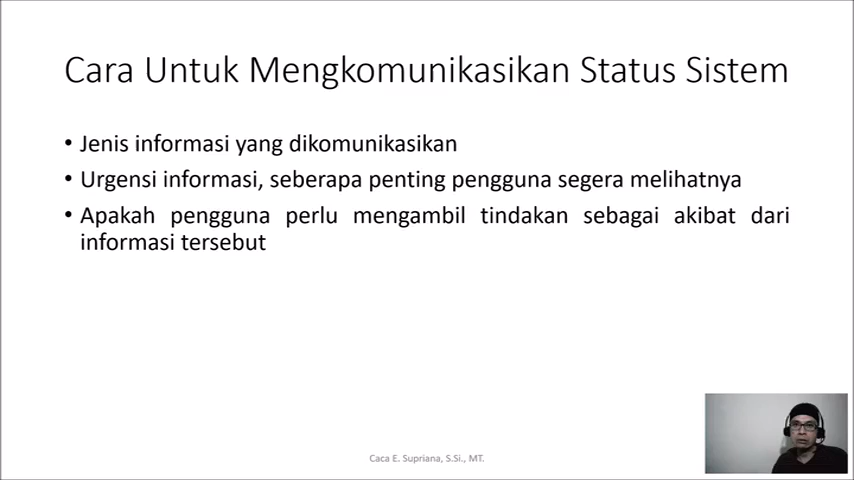 Cara Untuk Mengkomunikasikan Status Sistem
• Jenis informasi yang dikomunikasikan
• Urgensi informasi, seberapa penting pengguna segera melihatnya
• Apakah pengguna perlu mengambil tindakan sebagai akibat dari
informasi tersebut
Caca E. Supriana, S.Si., MT.